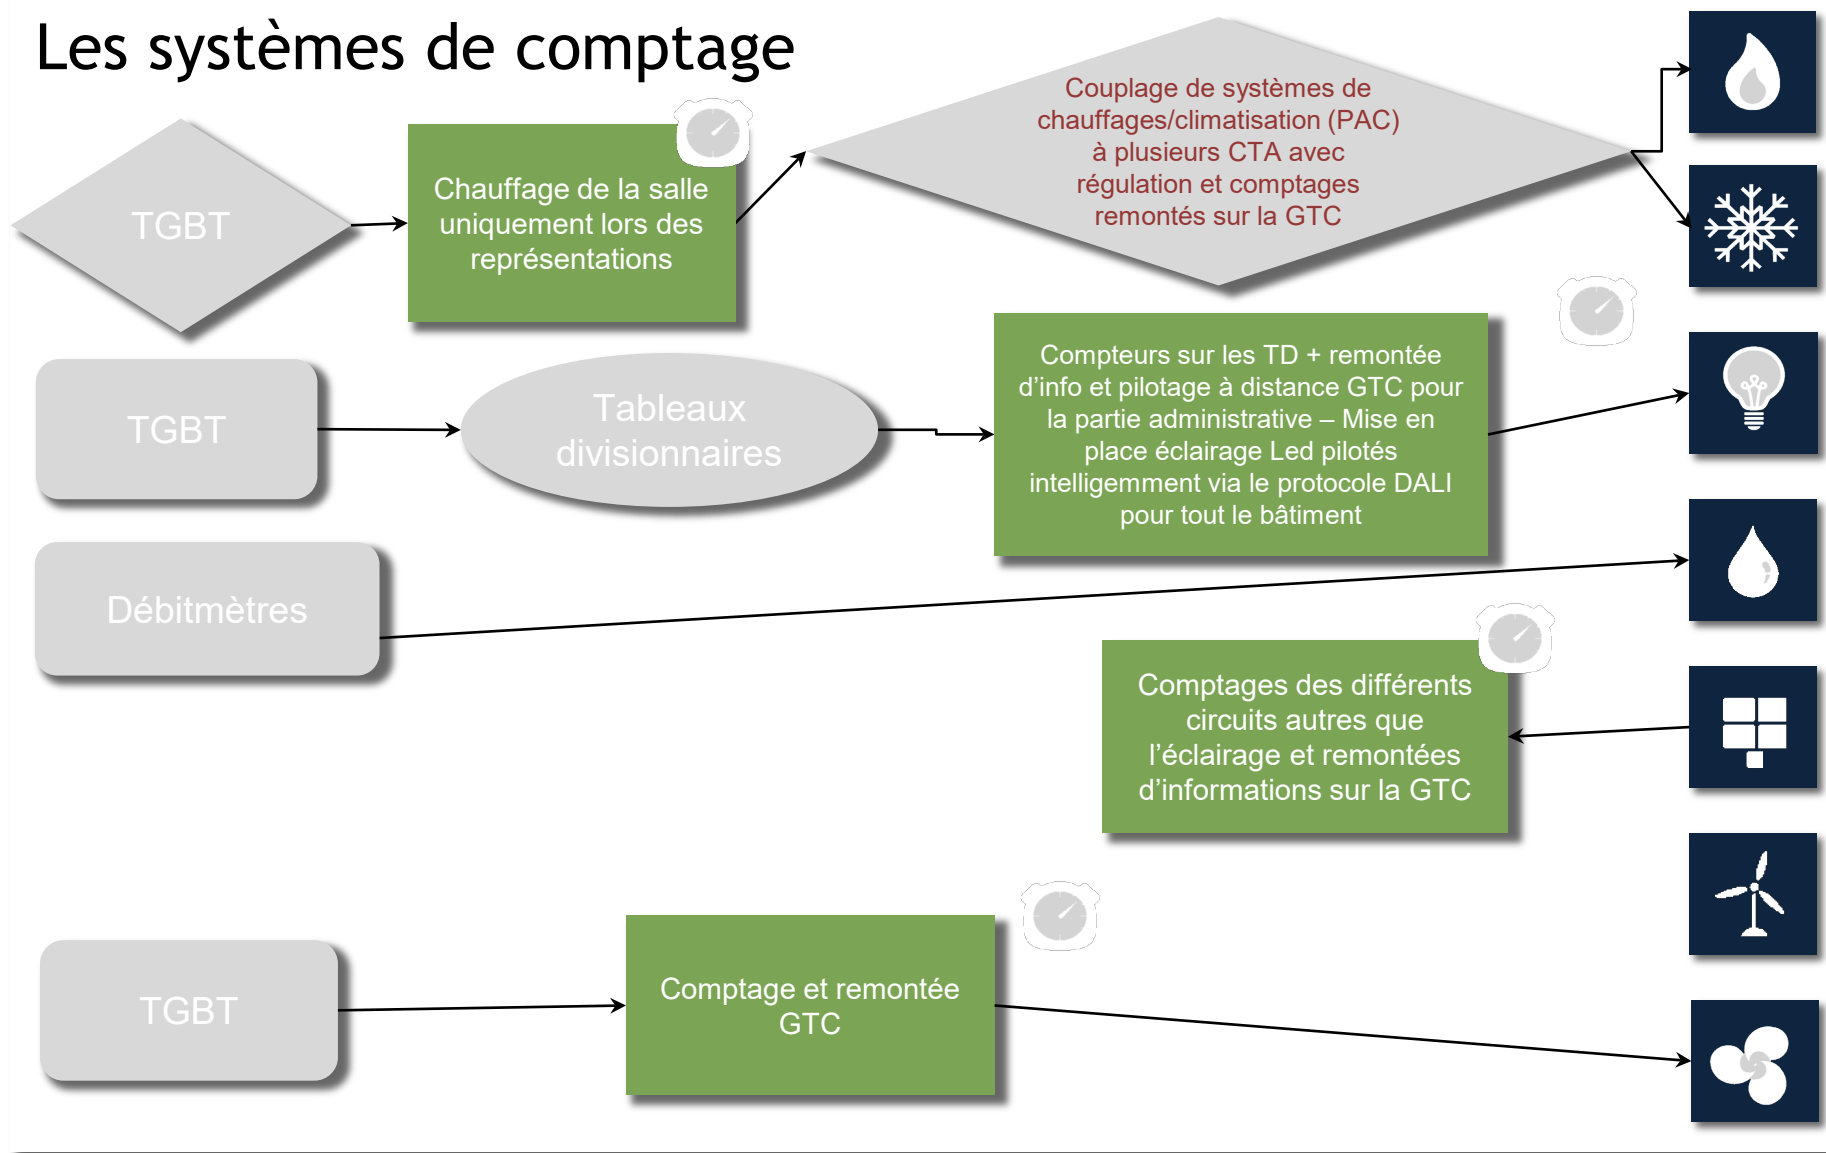 Les systèmes de comptage
TGBT
Chauffage de la salle
uniquement lors des
représentations
Couplage de systèmes de
chauffages/climatisation (PAC)
à plusieurs CTA avec
régulation et comptages
remontés sur la GTC
TGBT
Tableaux
divisionnaires
Compteurs sur les TD + remontée
d’info et pilotage à distance GTC pour
la partie administrative – Mise en
place éclairage Led pilotés
intelligemment via le protocole DALI
pour tout le bâtiment
Débitmètres
Comptages des différents
circuits autres que
l’éclairage et remontées
d’informations sur la GTC
TGBT
Comptage et remontée
GTC